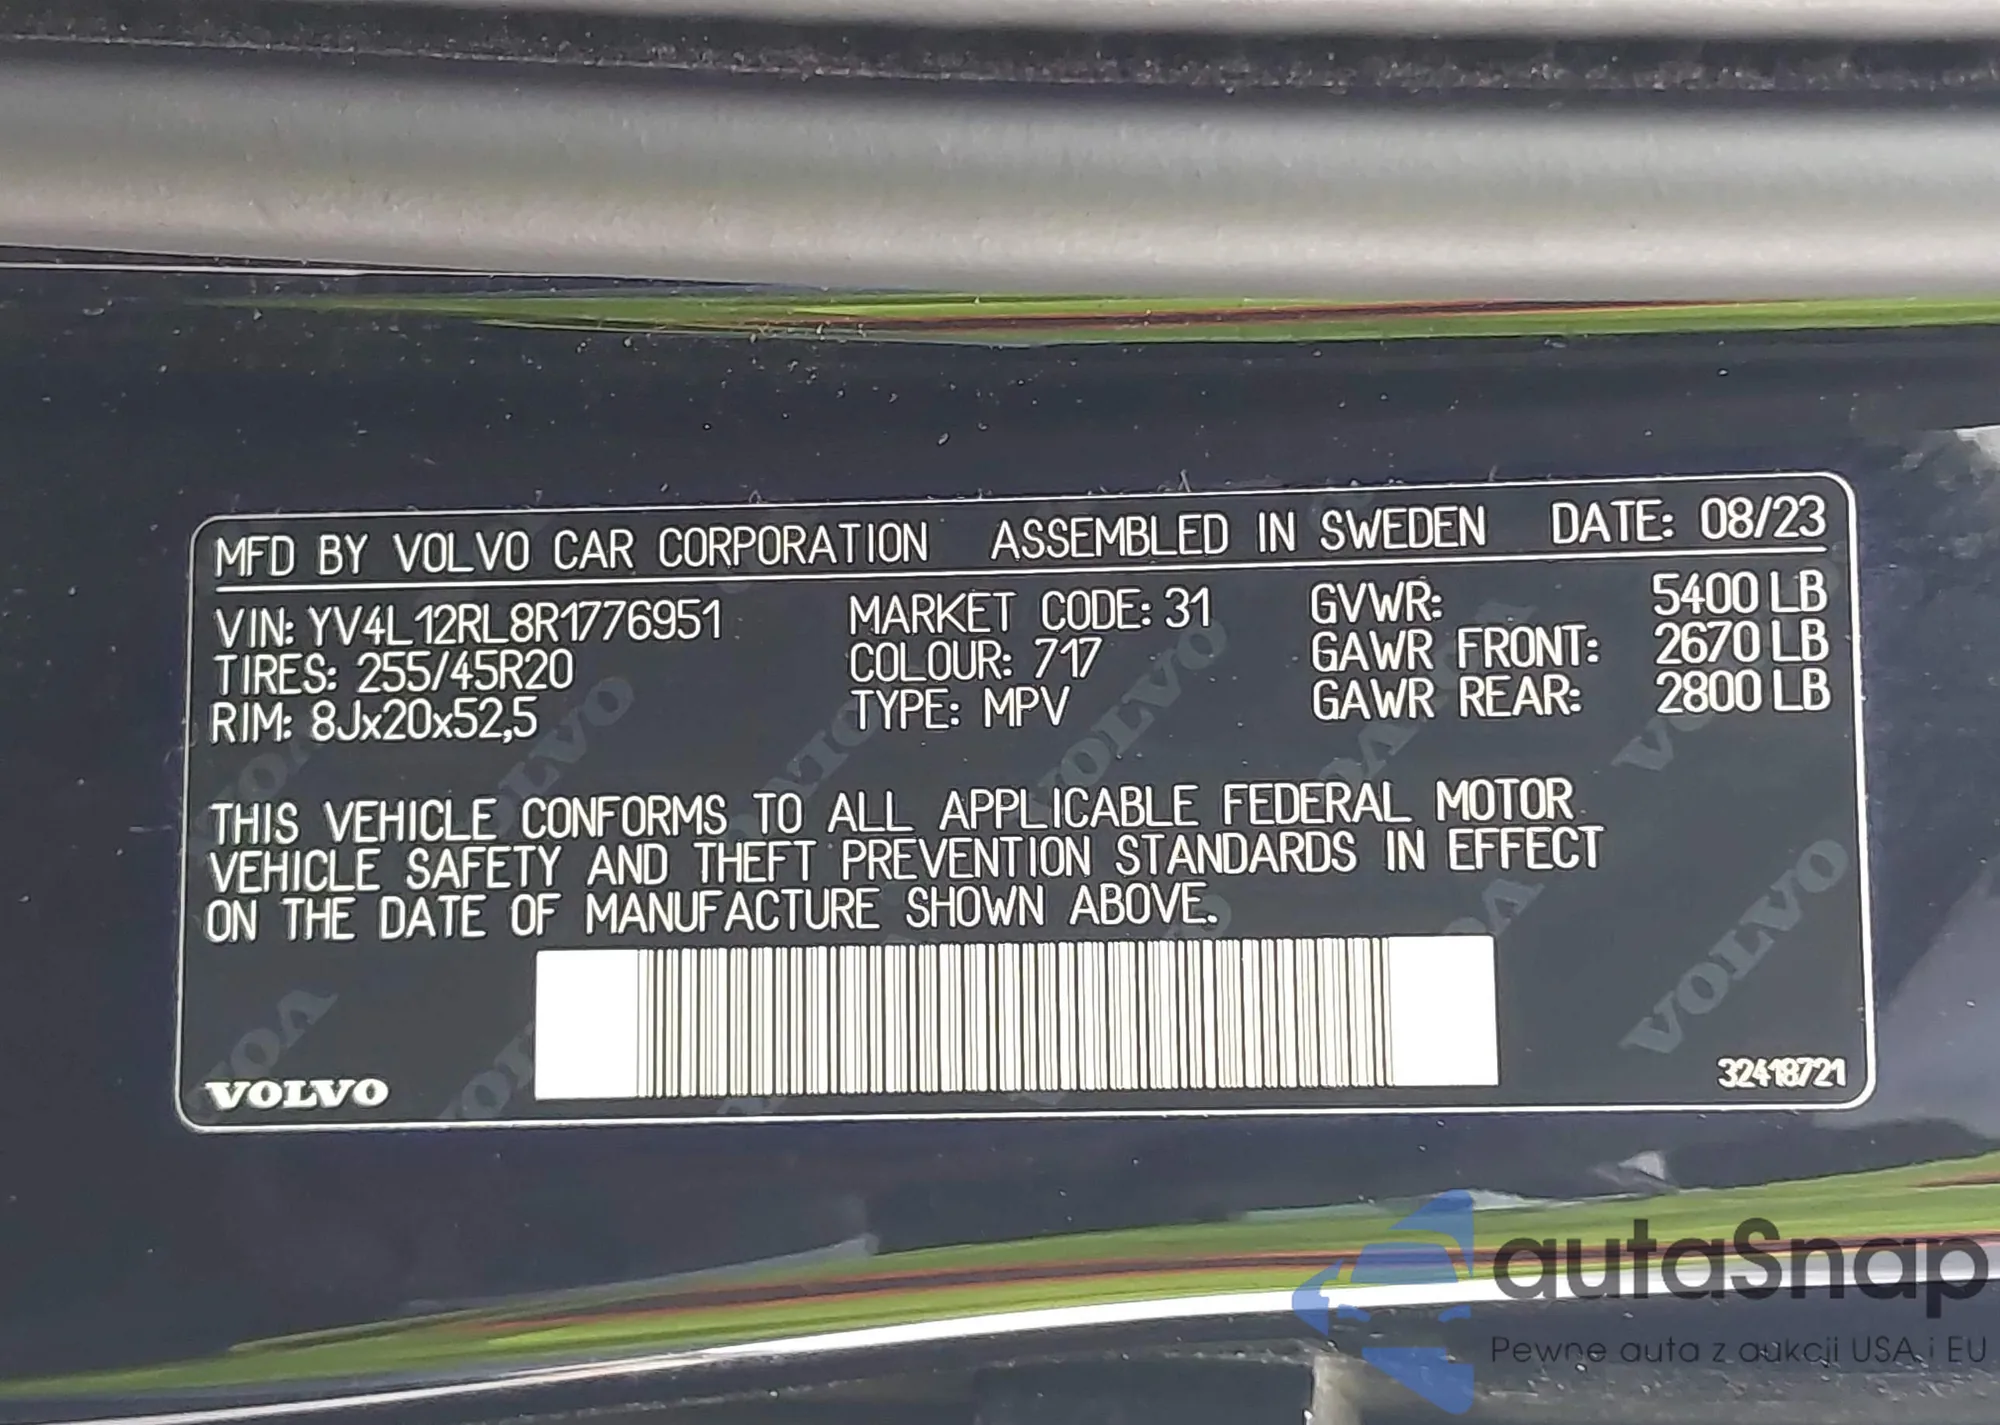 MFD BY VOLVO CAR CORPORATION ASSEMBLED IN SWEDEN DATE: 08/23
VIN: YV4L12RL8R1776951 MARKET CODE: 31 GVWR: 5400 LB
TIRES: 255/45R20 COLOUR: 717 GAWR FRONT: 2670 LB
RIM: 8Jx20x52,5 TYPE: MPV GAWR REAR: 2800 LB
THIS VEHICLE CONFORMS TO ALL APPLICABLE FEDERAL MOTOR
VEHICLE SAFETY AND THEFT PREVENTION STANDARDS IN EFFECT
ON THE DATE OF MANUFACTURE SHOWN ABOVE.
VOLVO
32418721
autaSnap
Pewne auta z aukcji USA i EU